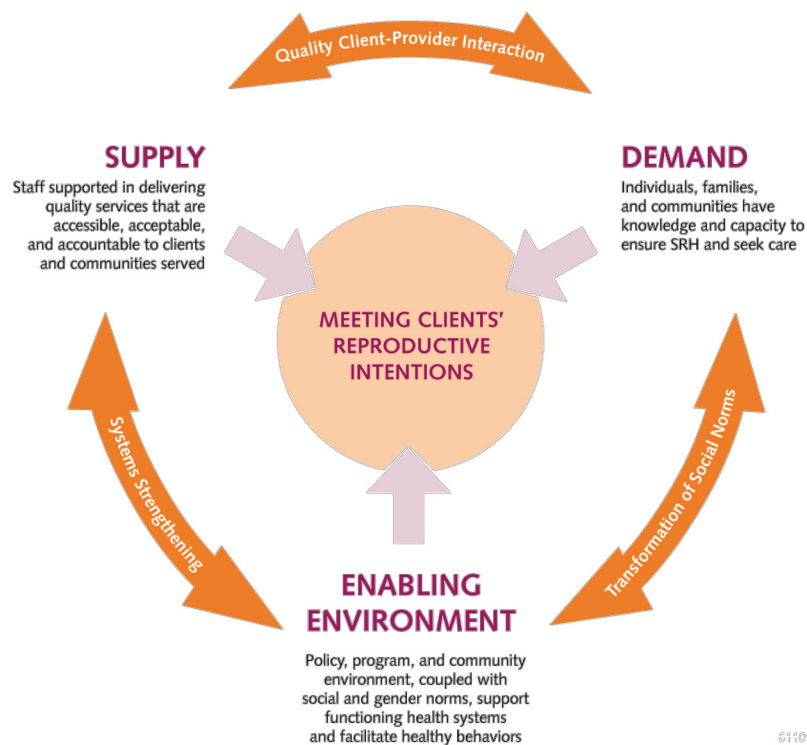 Quality Client-Provider Interaction
SUPPLY
Staff supported in delivering
quality services that are
accessible, acceptable,
and accountable to clients
and communities served
DEMAND
Individuals, families,
and communities have
knowledge and capacity to
ensure SRH and seek care
MEETING CLIENTS’
REPRODUCTIVE
INTENTIONS
Systems Strengthening
Transformation of Social Norms
ENABLING
ENVIRONMENT
Policy, program, and community
environment, coupled with
social and gender norms, support
functioning health systems
and facilitate healthy behaviors